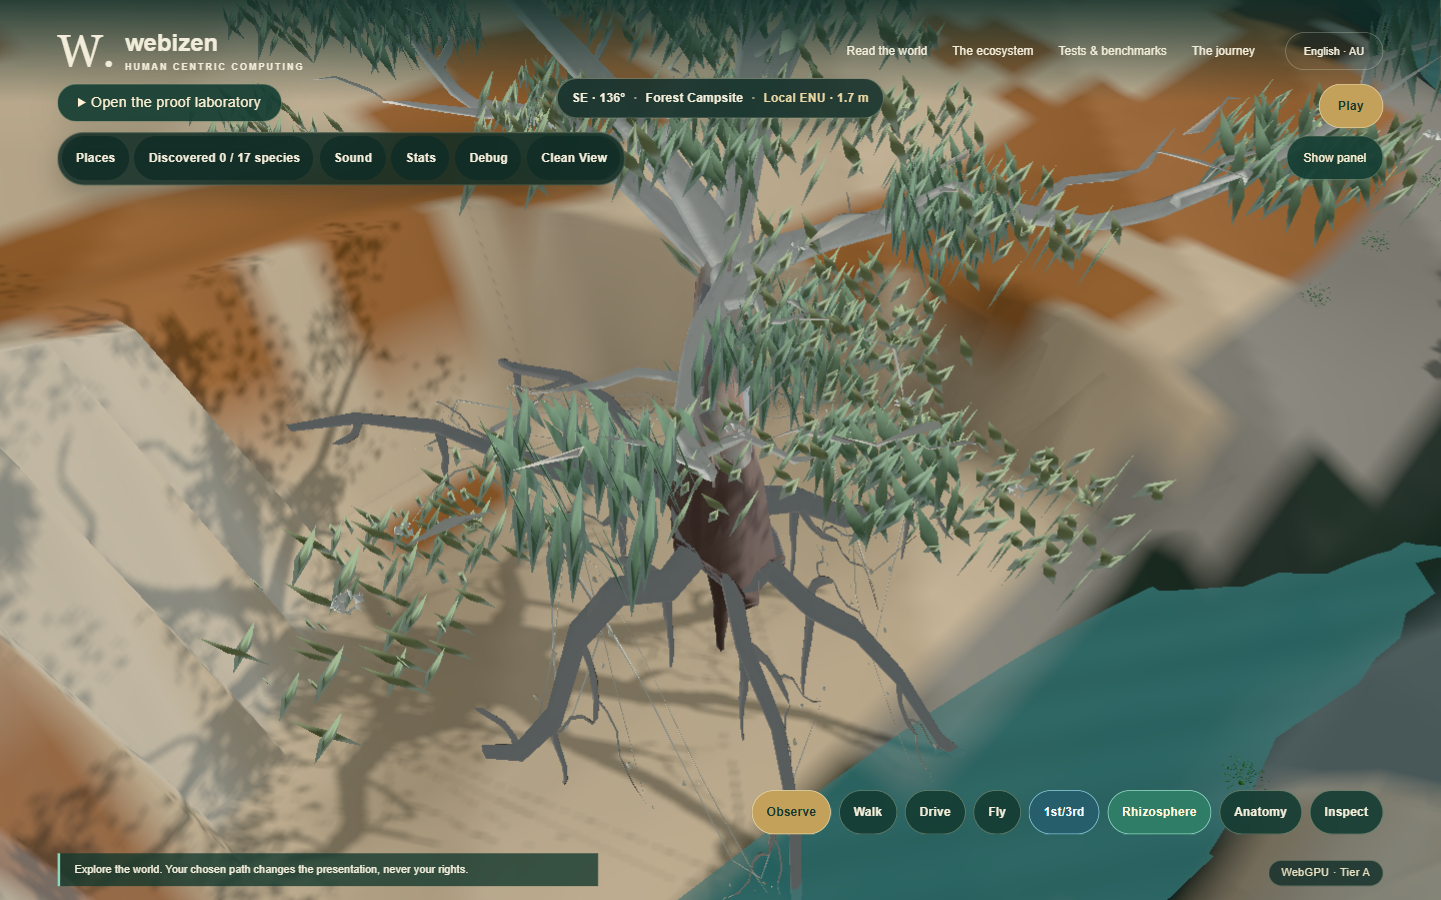 W.
webizen
HUMAN CENTRIC COMPUTING
Read the world
The ecosystem
Tests & benchmarks
The journey
English · AU
▶ Open the proof laboratory
SE · 136° · Forest Campsite · Local ENU · 1.7 m
Play
Places
Discovered 0 / 17 species
Sound
Stats
Debug
Clean View
Show panel
Observe
Walk
Drive
Fly
1st/3rd
Rhizosphere
Anatomy
Inspect
Explore the world. Your chosen path changes the presentation, never your rights.
WebGPU · Tier A